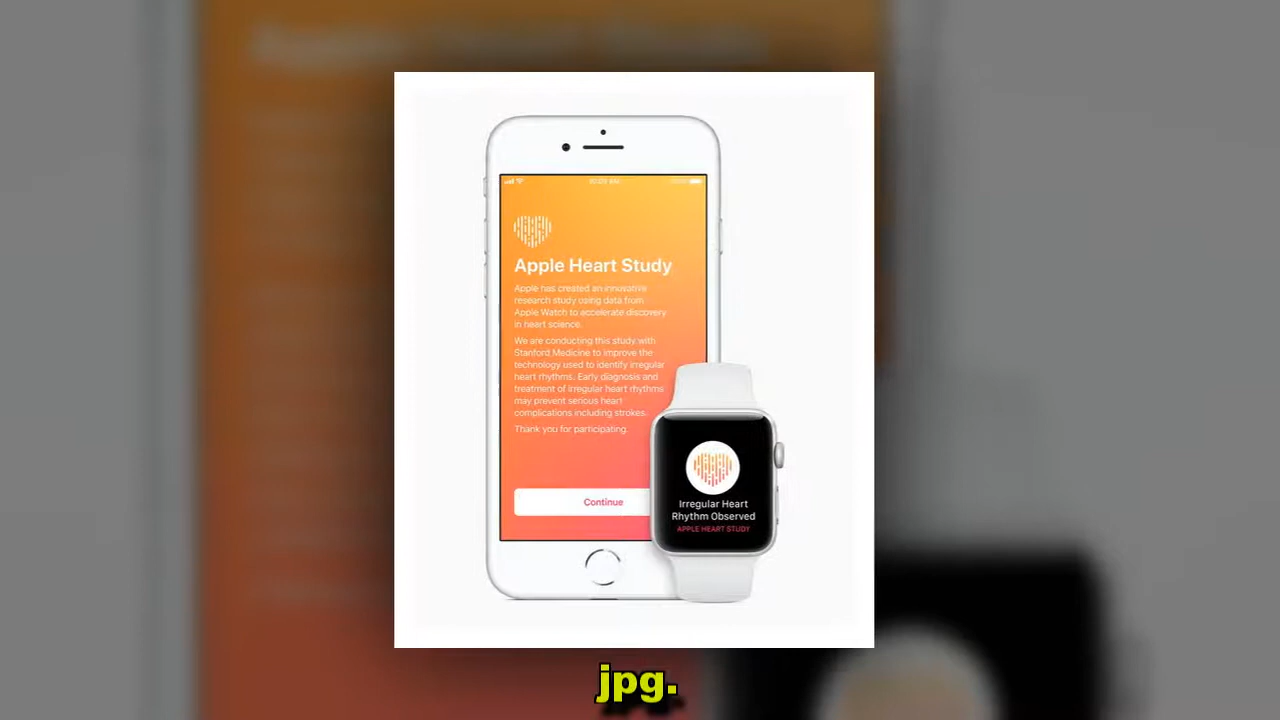 Apple Heart Study
Apple has created an innovative
research study using data from
Apple Watch to accelerate discovery
in heart science.
We are conducting this study with
Stanford Medicine to improve the
technology used to identify irregular
heart rhythms. Early diagnosis and
treatment of irregular heart rhythms
may prevent serious heart
complications including strokes.
Thank you for participating.
Continue
Irregular Heart
Rhythm Observed
APPLE HEART STUDY
jpg.